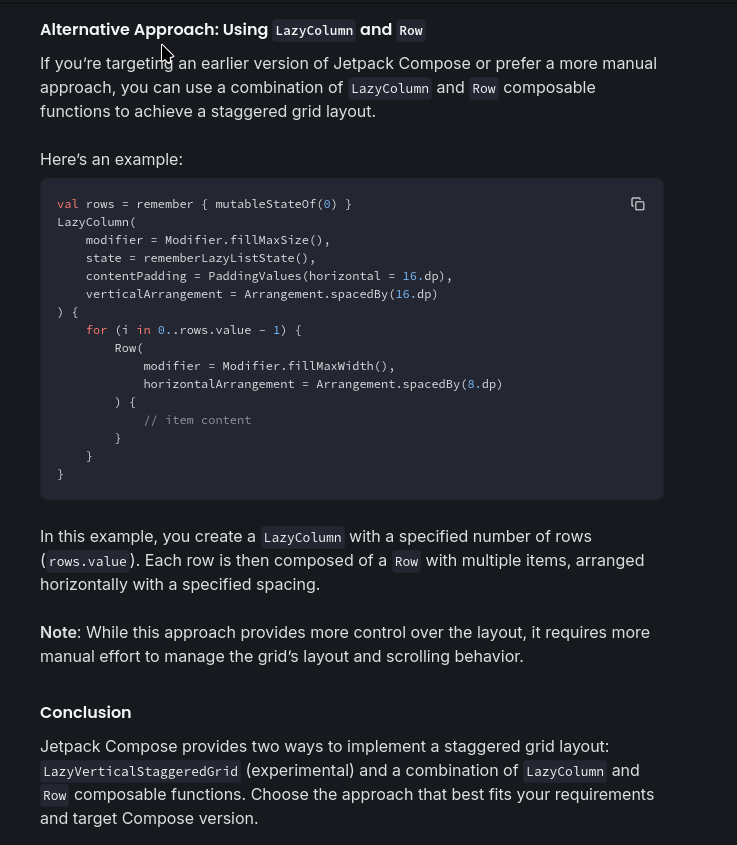 Alternative Approach: Using LazyColumn and Row
If you’re targeting an earlier version of Jetpack Compose or prefer a more manual
approach, you can use a combination of LazyColumn and Row composable
functions to achieve a staggered grid layout.
Here’s an example:
val rows = remember { mutableStateOf(0) }
LazyColumn(
    modifier = Modifier.fillMaxSize(),
    state = rememberLazyListState(),
    contentPadding = PaddingValues(horizontal = 16.dp),
    verticalArrangement = Arrangement.spacedBy(16.dp)
) {
    for (i in 0..rows.value - 1) {
        Row(
            modifier = Modifier.fillMaxWidth(),
            horizontalArrangement = Arrangement.spacedBy(8.dp)
        ) {
            // item content
        }
    }
}
In this example, you create a LazyColumn with a specified number of rows
(rows.value). Each row is then composed of a Row with multiple items, arranged
horizontally with a specified spacing.
Note: While this approach provides more control over the layout, it requires more
manual effort to manage the grid’s layout and scrolling behavior.
Conclusion
Jetpack Compose provides two ways to implement a staggered grid layout:
LazyVerticalStaggeredGrid (experimental) and a combination of LazyColumn and
Row composable functions. Choose the approach that best fits your requirements
and target Compose version.